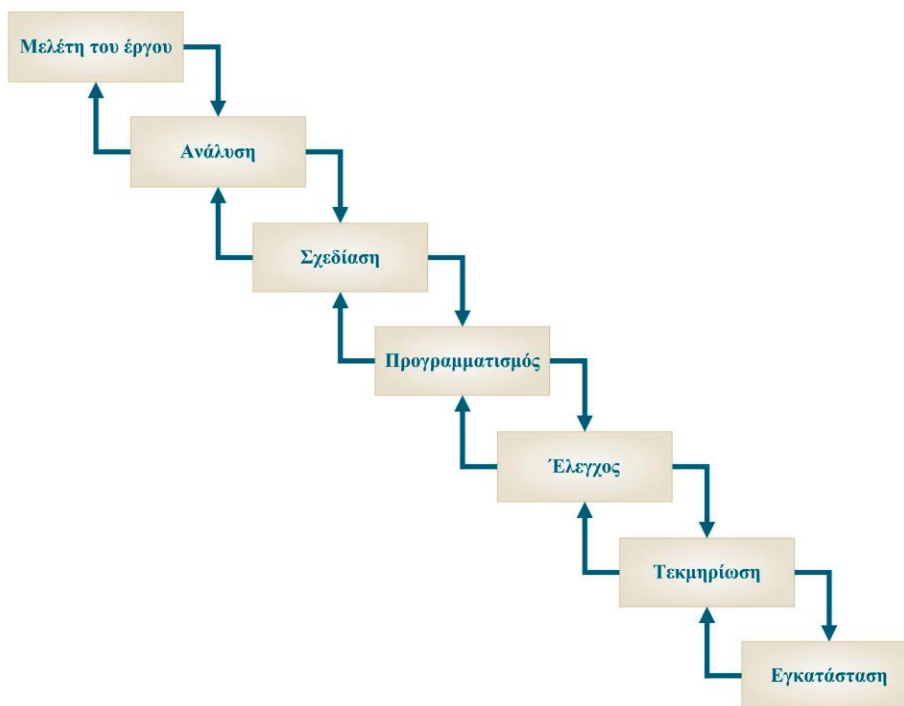 Μελέτη του έργου
Ανάλυση
Σχεδίαση
Προγραμματισμός
Έλεγχος
Τεκμηρίωση
Εγκατάσταση